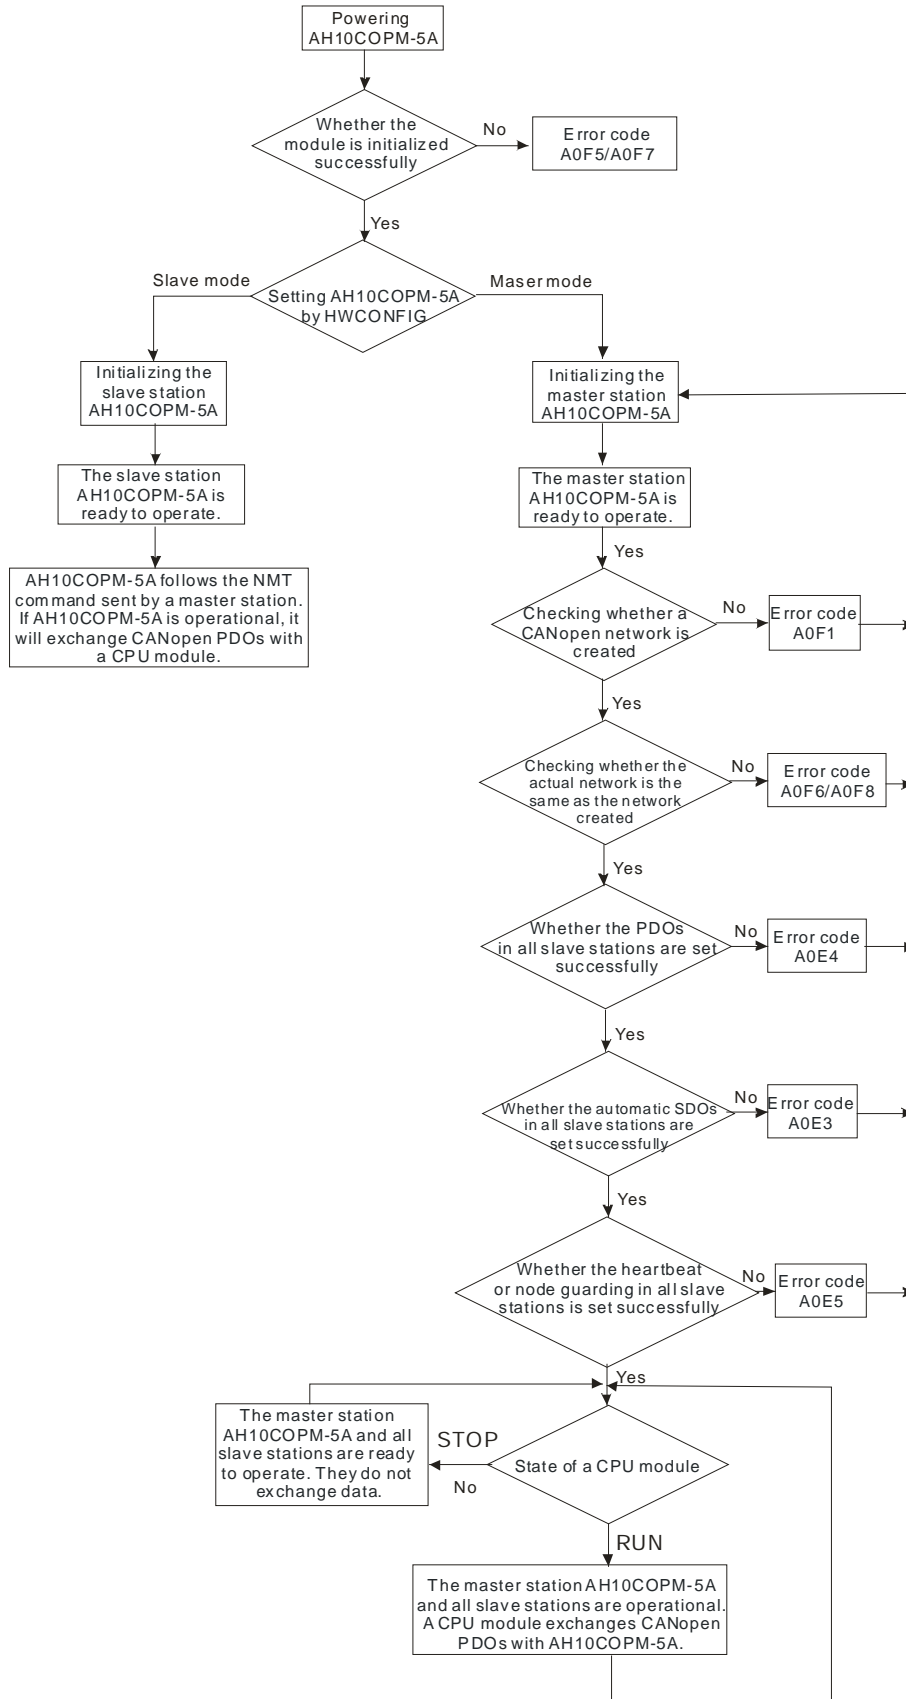 Powering
AH10COPM-5A
Whether the
module is initialized
successfully
No
Error code
A0F5/A0F7
Yes
Slave mode
Setting AH10COPM-5A
by HWCONFIG
Maser mode
Initializing the
slave station
AH10COPM-5A
Initializing the
master station
AH10COPM-5A
The slave station
AH10COPM-5A is
ready to operate.
The master station
AH10COPM-5A is
ready to operate.
Yes
AH10COPM-5A follows the NMT
command sent by a master station.
If AH10COPM-5A is operational, it
will exchange CANopen PDOs with
a CPU module.
Checking whether a
CANopen network is
created
No
Error code
A0F1
Yes
Checking whether the
actual network is the
same as the network
created
No
Error code
A0F6/A0F8
Yes
Whether the PDOs
in all slave stations are set
successfully
No
Error code
A0E4
Yes
Whether the automatic SDOs
in all slave stations are
set successfully
No
Error code
A0E3
Yes
Whether the heartbeat
or node guarding in all slave
stations is set successfully
No
Error code
A0E5
Yes
The master station
AH10COPM-5A and all
slave stations are ready
to operate. They do not
exchange data.
STOP
No
State of a CPU module
RUN
The master station AH10COPM-5A
and all slave stations are operational.
A CPU module exchanges CANopen
PDOs with AH10COPM-5A.